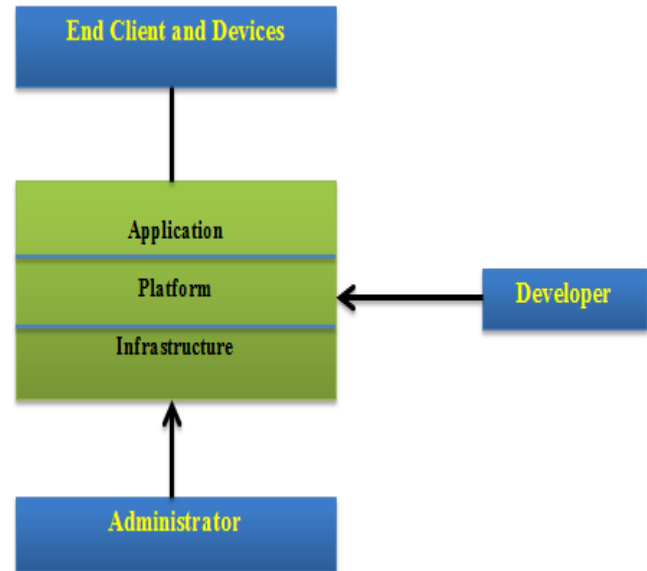 End Client and Devices
Application
Platform
Developer
Infrastructure
Administrator